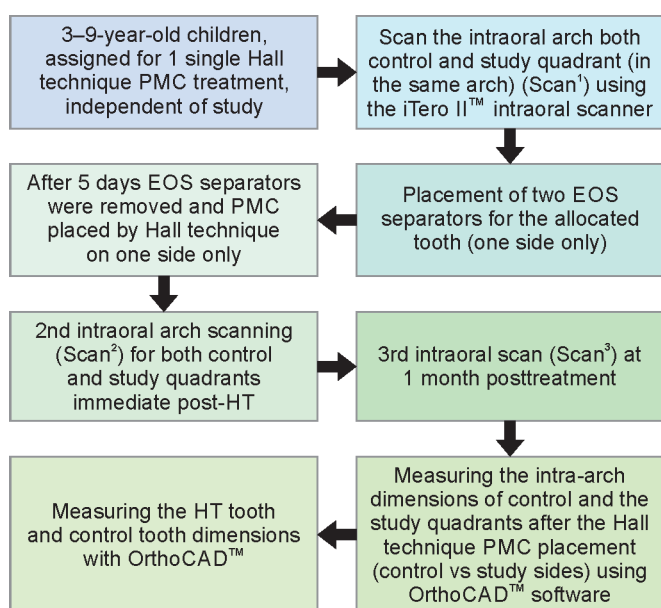 3–9-year-old children,
assigned for 1 single Hall
technique PMC treatment,
independent of study
Scan the intraoral arch both
control and study quadrant (in
the same arch) (Scan¹) using
the iTero II™ intraoral scanner
Placement of two EOS
separators for the allocated
tooth (one side only)
After 5 days EOS separators
were removed and PMC
placed by Hall technique
on one side only
2nd intraoral arch scanning
(Scan²) for both control
and study quadrants
immediate post-HT
3rd intraoral scan (Scan³) at
1 month posttreatment
Measuring the intra-arch
dimensions of control and the
study quadrants after the Hall
technique PMC placement
(control vs study sides) using
OrthoCAD™ software
Measuring the HT tooth
and control tooth dimensions
with OrthoCAD™